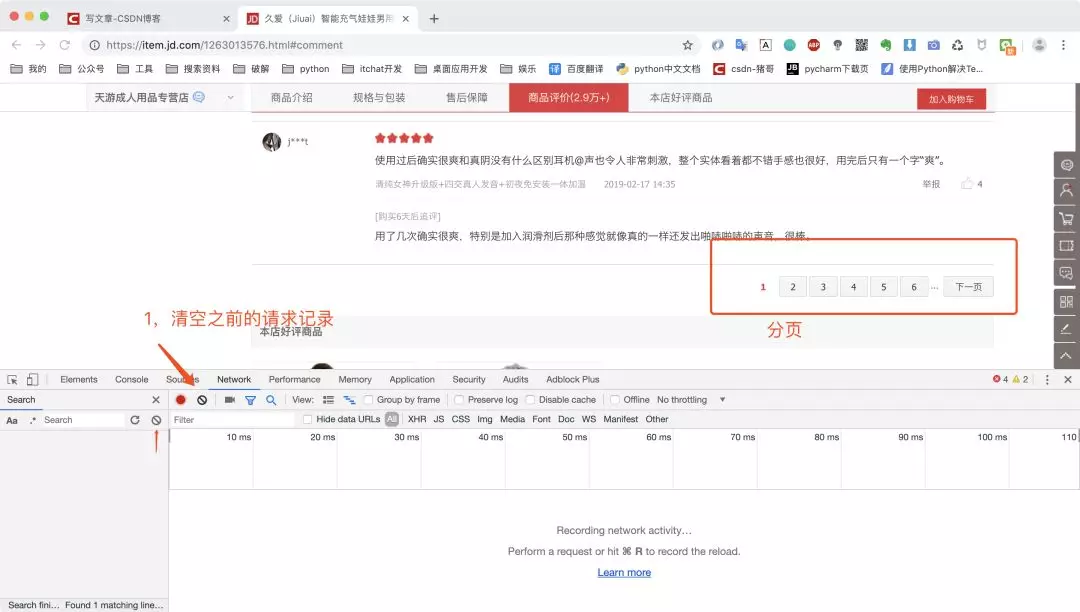 写文章-CSDN博客
久爱（Jiuai）智能充气娃娃男用
https://item.jd.com/1263013576.html#comment
我的 公众号 工具 搜索资料 破解 python itchat开发 桌面应用开发 娱乐 百度翻译 python中文文档 csdn-猪哥 pycharm下载页 使用Python解决Te...
天游成人用品专营店 商品介绍 规格与包装 售后保障 商品评价(2.9万+) 本店好评商品 加入购物车
j***t
使用过后确实很爽和真阴没有什么区别耳机@声也令人非常刺激，整个实体看着都不错手感也很好，用完后只有一个字“爽”。
清纯女神升级版+四交真人发音+初夜免安装一体加温 2019-02-17 14:35 举报 4
[购买6天后追评]
用了几次确实很爽，特别是加入润滑剂后那种感觉就像真的一样还发出啪啪啪啪的声音，很棒。
1 2 3 4 5 6 ... 下一页
1，清空之前的请求记录
分页
本店好评商品
Elements Console Sources Network Performance Memory Application Security Audits Adblock Plus 4 2
Search View: Group by frame Preserve log Disable cache Offline No throttling
Aa .* Search Filter Hide data URLs All XHR JS CSS Img Media Font Doc WS Manifest Other
10 ms 20 ms 30 ms 40 ms 50 ms 60 ms 70 ms 80 ms 90 ms 100 ms 110
Recording network activity…
Perform a request or hit ⌘ R to record the reload.
Learn more
Search fini... Found 1 matching line...